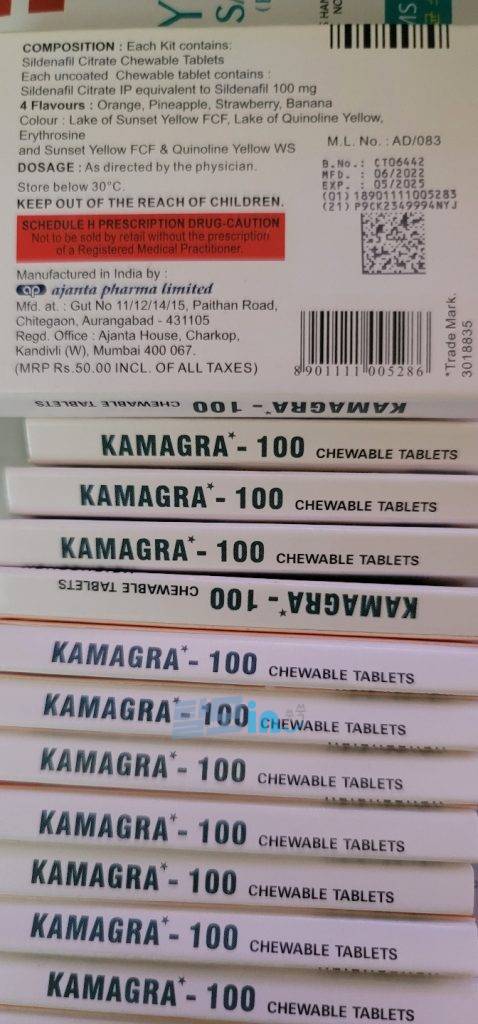 COMPOSITION : Each Kit contains:
Sildenafil Citrate Chewable Tablets
Each uncoated Chewable tablet contains :
Sildenafil Citrate IP equivalent to Sildenafil 100 mg
4 Flavours : Orange, Pineapple, Strawberry, Banana
Colour : Lake of Sunset Yellow FCF, Lake of Quinoline Yellow,
Erythrosine
and Sunset Yellow FCF & Quinoline Yellow WS
DOSAGE : As directed by the physician.
Store below 30°C.
KEEP OUT OF THE REACH OF CHILDREN.
SCHEDULE H PRESCRIPTION DRUG-CAUTION
Not to be sold by retail without the prescription
of a Registered Medical Practitioner.
Manufactured in India by :
ap ajanta pharma limited
Mfd. at. : Gut No 11/12/14/15, Paithan Road,
Chitegaon, Aurangabad - 431105
Regd. Office : Ajanta House, Charkop,
Kandivli (W), Mumbai 400 067.
(MRP Rs.50.00 INCL. OF ALL TAXES)
M.L. No. : AD/083
B.No.: CT06442
MFD. : 06/2022
EXP. : 05/2025
(01) 18901111005283
(21) P9CK2349994NYJ
8 901111 005286
*Trade Mark.
3018835
KAMAGRA*- 100 CHEWABLE TABLETS
KAMAGRA*- 100 CHEWABLE TABLETS
KAMAGRA*- 100 CHEWABLE TABLETS
KAMAGRA*- 100 CHEWABLE TABLETS
KAMAGRA*- 100 CHEWABLE TABLETS
KAMAGRA*- 100 CHEWABLE TABLETS
KAMAGRA*- 100 CHEWABLE TABLETS
KAMAGRA*- 100 CHEWABLE TABLETS
KAMAGRA*- 100 CHEWABLE TABLETS
KAMAGRA*- 100 CHEWABLE TABLETS
KAMAGRA*- 100 CHEWABLE TABLETS
KAMAGRA*- 100 CHEWABLE TABLETS